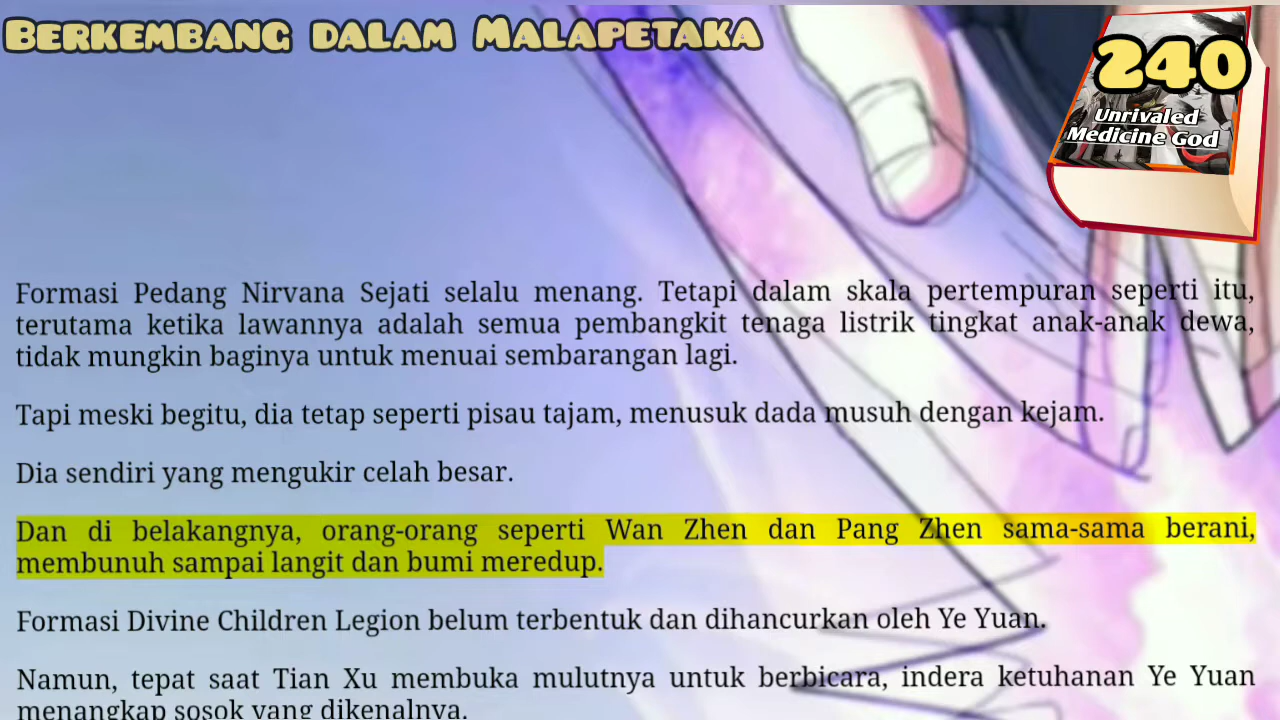 BERKEMBANG DALAM MALAPETAKA
240
Unrivaled
Medicine God
Formasi Pedang Nirvana Sejati selalu menang. Tetapi dalam skala pertempuran seperti itu,
terutama ketika lawannya adalah semua pembangkit tenaga listrik tingkat anak-anak dewa,
tidak mungkin baginya untuk menuai sembarangan lagi.
Tapi meski begitu, dia tetap seperti pisau tajam, menusuk dada musuh dengan kejam.
Dia sendiri yang mengukir celah besar.
Dan di belakangnya, orang-orang seperti Wan Zhen dan Pang Zhen sama-sama berani,
membunuh sampai langit dan bumi meredup.
Formasi Divine Children Legion belum terbentuk dan dihancurkan oleh Ye Yuan.
Namun, tepat saat Tian Xu membuka mulutnya untuk berbicara, indera ketuhanan Ye Yuan
menangkap sosok yang dikenalnya.